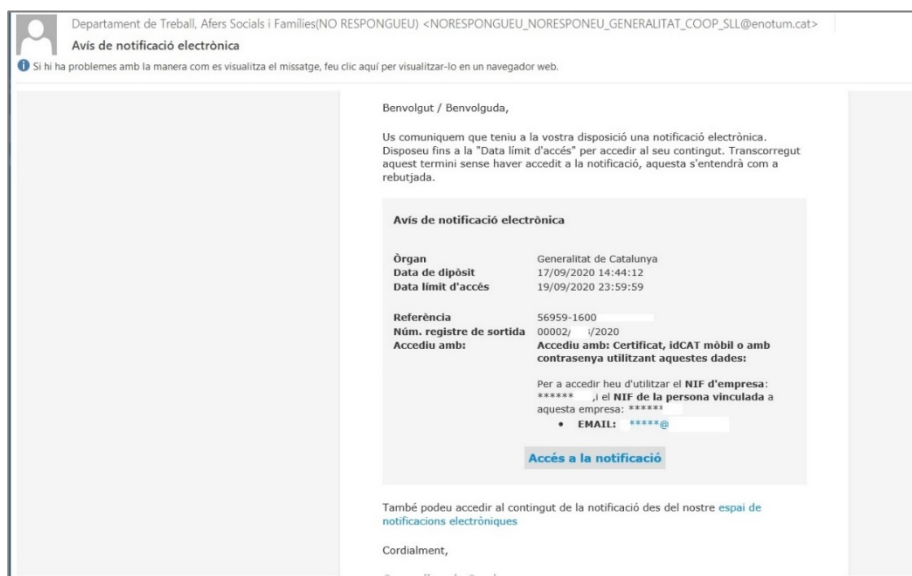 Departament de Treball, Afers Socials i Famílies(NO RESPONGUEU) <NORESPONGUEU_NORESPONEU_GENERALITAT_COOP_SLL@enotum.cat>
Avís de notificació electrònica
Si hi ha problemes amb la manera com es visualitza el missatge, feu clic aquí per visualitzar-lo en un navegador web.
Benvolgut / Benvolguda,
Us comuniquem que teniu a la vostra disposició una notificació electrònica.
Disposeu fins a la "Data límit d'accés" per accedir al seu contingut. Transcorregut
aquest termini sense haver accedit a la notificació, aquesta s'entendrà com a
rebutjada.
Avís de notificació electrònica
Òrgan Generalitat de Catalunya
Data de dipòsit 17/09/2020 14:44:12
Data límit d'accés 19/09/2020 23:59:59
Referència 56959-1600
Núm. registre de sortida 00002/ /2020
Accediu amb: Accediu amb: Certificat, idCAT mòbil o amb
contrasenya utilitzant aquestes dades:
Per a accedir heu d'utilitzar el NIF d'empresa:
****** ,i el NIF de la persona vinculada a
aquesta empresa: *****
• EMAIL: *****@
Accés a la notificació
També podeu accedir al contingut de la notificació des del nostre espai de
notificacions electròniques
Cordialment,